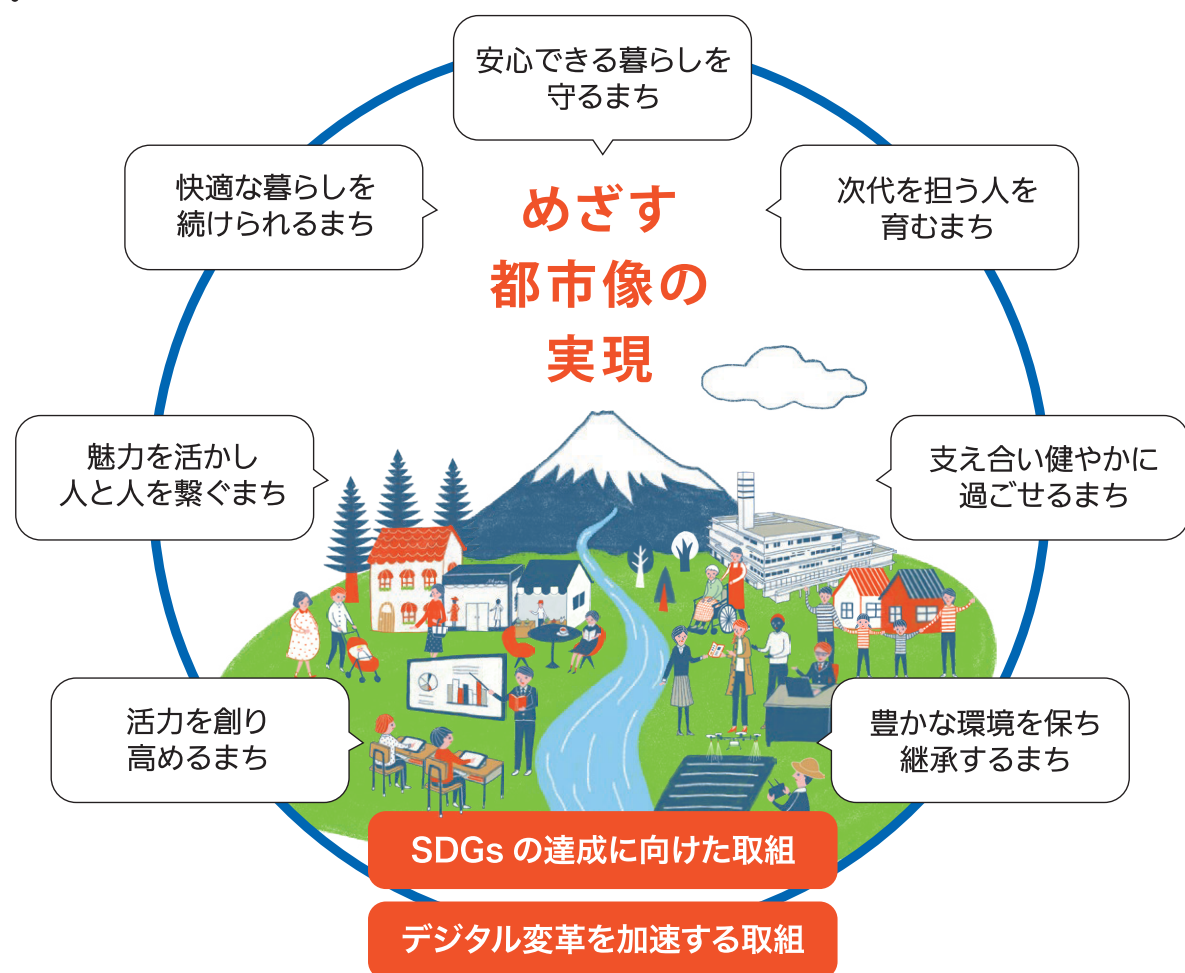 安心できる暮らしを
守るまち
快適な暮らしを
続けられるまち
次代を担う人を
育むまち
めざす
都市像の
実現
魅力を活かし
人と人を繋ぐまち
支え合い健やかに
過ごせるまち
活力を創り
高めるまち
豊かな環境を保ち
継承するまち
SDGs の達成に向けた取組
デジタル変革を加速する取組